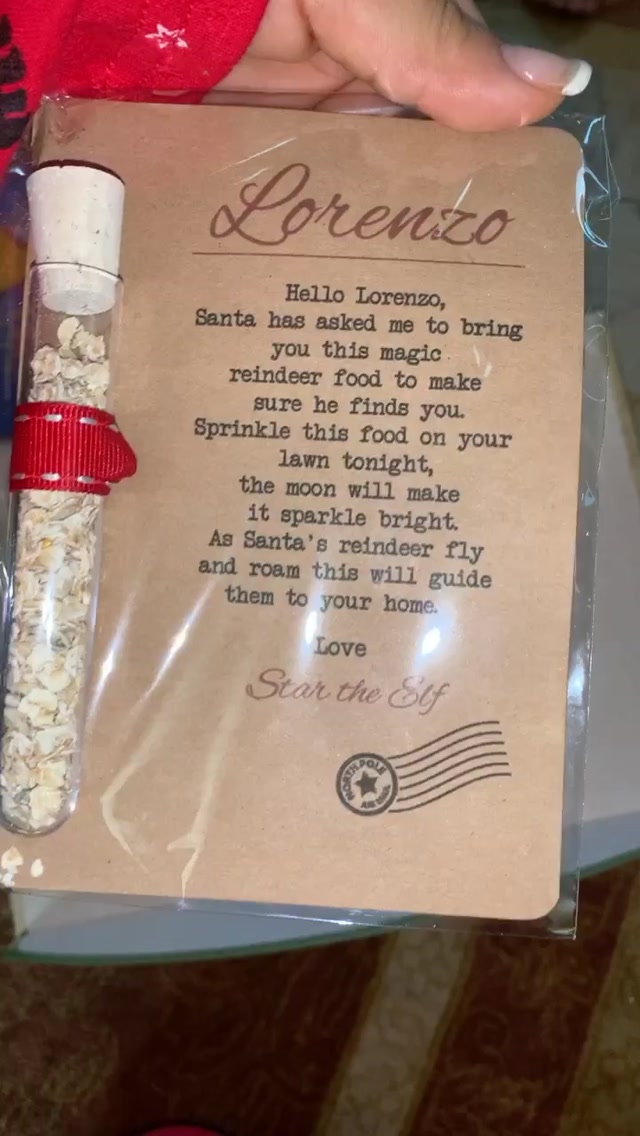 Lorenzo
Hello Lorenzo,
Santa has asked me to bring
you this magic
reindeer food to make
sure he finds you.
Sprinkle this food on your
lawn tonight,
the moon will make
it sparkle bright.
As Santa's reindeer fly
and roam this will guide
them to your home.
Love
Star the Elf
NORTH POLE
AIR MAIL